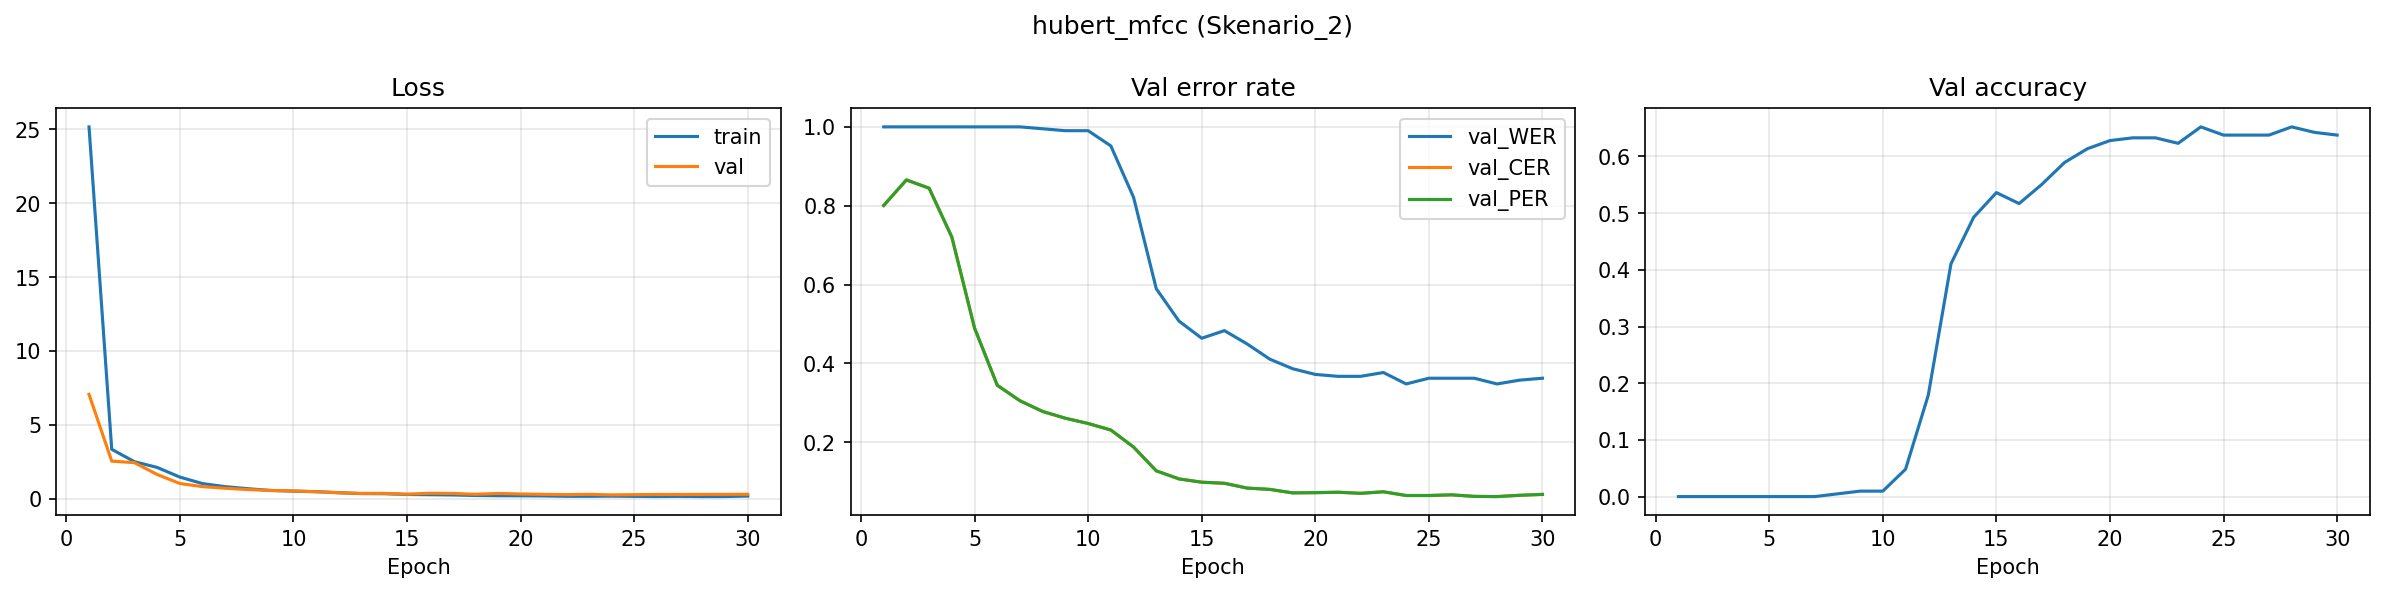 hubert_mfcc (Skenario_2)
Loss
25
20
15
10
5
0
train
val
0 5 10 15 20 25 30
Epoch
Val error rate
1.0
0.8
0.6
0.4
0.2
val_WER
val_CER
val_PER
0 5 10 15 20 25 30
Epoch
Val accuracy
0.6
0.5
0.4
0.3
0.2
0.1
0.0
0 5 10 15 20 25 30
Epoch